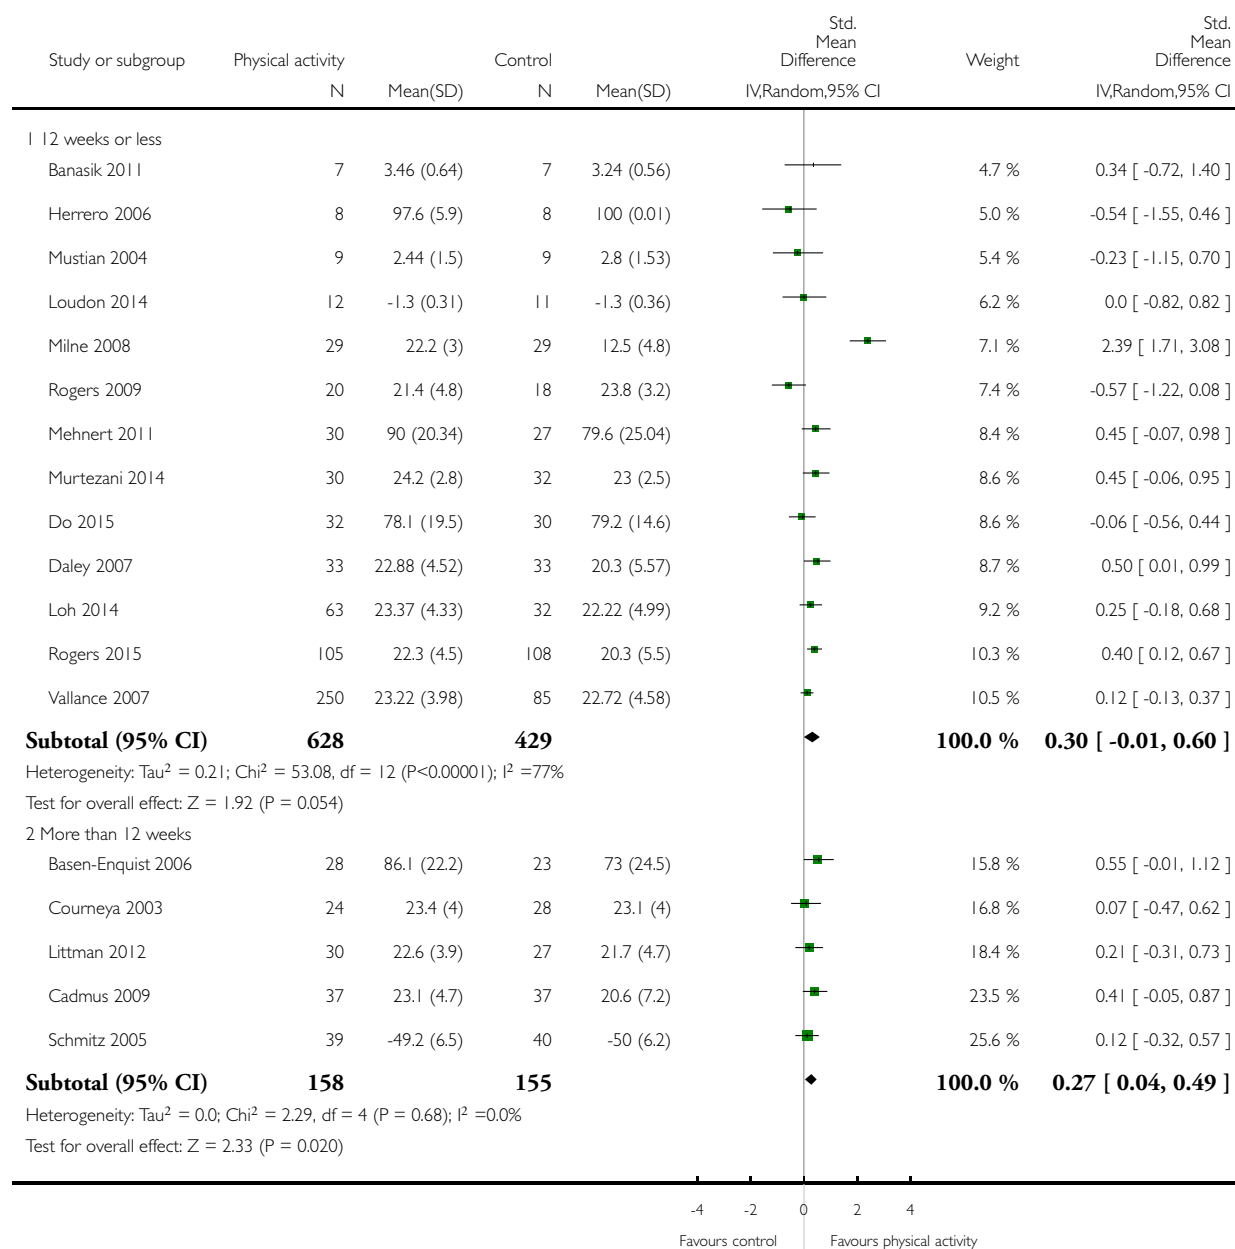 Std. Mean Difference Std. Mean Difference
Study or subgroup Physical activity Control Weight
N Mean(SD) N Mean(SD) IV,Random,95% CI IV,Random,95% CI
1 12 weeks or less
Banasik 2011 7 3.46 (0.64) 7 3.24 (0.56) 4.7 % 0.34 [ -0.72, 1.40 ]
Herrero 2006 8 97.6 (5.9) 8 100 (0.01) 5.0 % -0.54 [ -1.55, 0.46 ]
Mustian 2004 9 2.44 (1.5) 9 2.8 (1.53) 5.4 % -0.23 [ -1.15, 0.70 ]
Loudon 2014 12 -1.3 (0.31) 11 -1.3 (0.36) 6.2 % 0.0 [ -0.82, 0.82 ]
Milne 2008 29 22.2 (3) 29 12.5 (4.8) 7.1 % 2.39 [ 1.71, 3.08 ]
Rogers 2009 20 21.4 (4.8) 18 23.8 (3.2) 7.4 % -0.57 [ -1.22, 0.08 ]
Mehnert 2011 30 90 (20.34) 27 79.6 (25.04) 8.4 % 0.45 [ -0.07, 0.98 ]
Murtezani 2014 30 24.2 (2.8) 32 23 (2.5) 8.6 % 0.45 [ -0.06, 0.95 ]
Do 2015 32 78.1 (19.5) 30 79.2 (14.6) 8.6 % -0.06 [ -0.56, 0.44 ]
Daley 2007 33 22.88 (4.52) 33 20.3 (5.57) 8.7 % 0.50 [ 0.01, 0.99 ]
Loh 2014 63 23.37 (4.33) 32 22.22 (4.99) 9.2 % 0.25 [ -0.18, 0.68 ]
Rogers 2015 105 22.3 (4.5) 108 20.3 (5.5) 10.3 % 0.40 [ 0.12, 0.67 ]
Vallance 2007 250 23.22 (3.98) 85 22.72 (4.58) 10.5 % 0.12 [ -0.13, 0.37 ]
Subtotal (95% CI) 628 429 100.0 % 0.30 [ -0.01, 0.60 ]
Heterogeneity: Tau² = 0.21; Chi² = 53.08, df = 12 (P<0.00001); I² =77%
Test for overall effect: Z = 1.92 (P = 0.054)
2 More than 12 weeks
Basen-Enquist 2006 28 86.1 (22.2) 23 73 (24.5) 15.8 % 0.55 [ -0.01, 1.12 ]
Courneya 2003 24 23.4 (4) 28 23.1 (4) 16.8 % 0.07 [ -0.47, 0.62 ]
Littman 2012 30 22.6 (3.9) 27 21.7 (4.7) 18.4 % 0.21 [ -0.31, 0.73 ]
Cadmus 2009 37 23.1 (4.7) 37 20.6 (7.2) 23.5 % 0.41 [ -0.05, 0.87 ]
Schmitz 2005 39 -49.2 (6.5) 40 -50 (6.2) 25.6 % 0.12 [ -0.32, 0.57 ]
Subtotal (95% CI) 158 155 100.0 % 0.27 [ 0.04, 0.49 ]
Heterogeneity: Tau² = 0.0; Chi² = 2.29, df = 4 (P = 0.68); I² =0.0%
Test for overall effect: Z = 2.33 (P = 0.020)
-4 -2 0 2 4
Favours control Favours physical activity